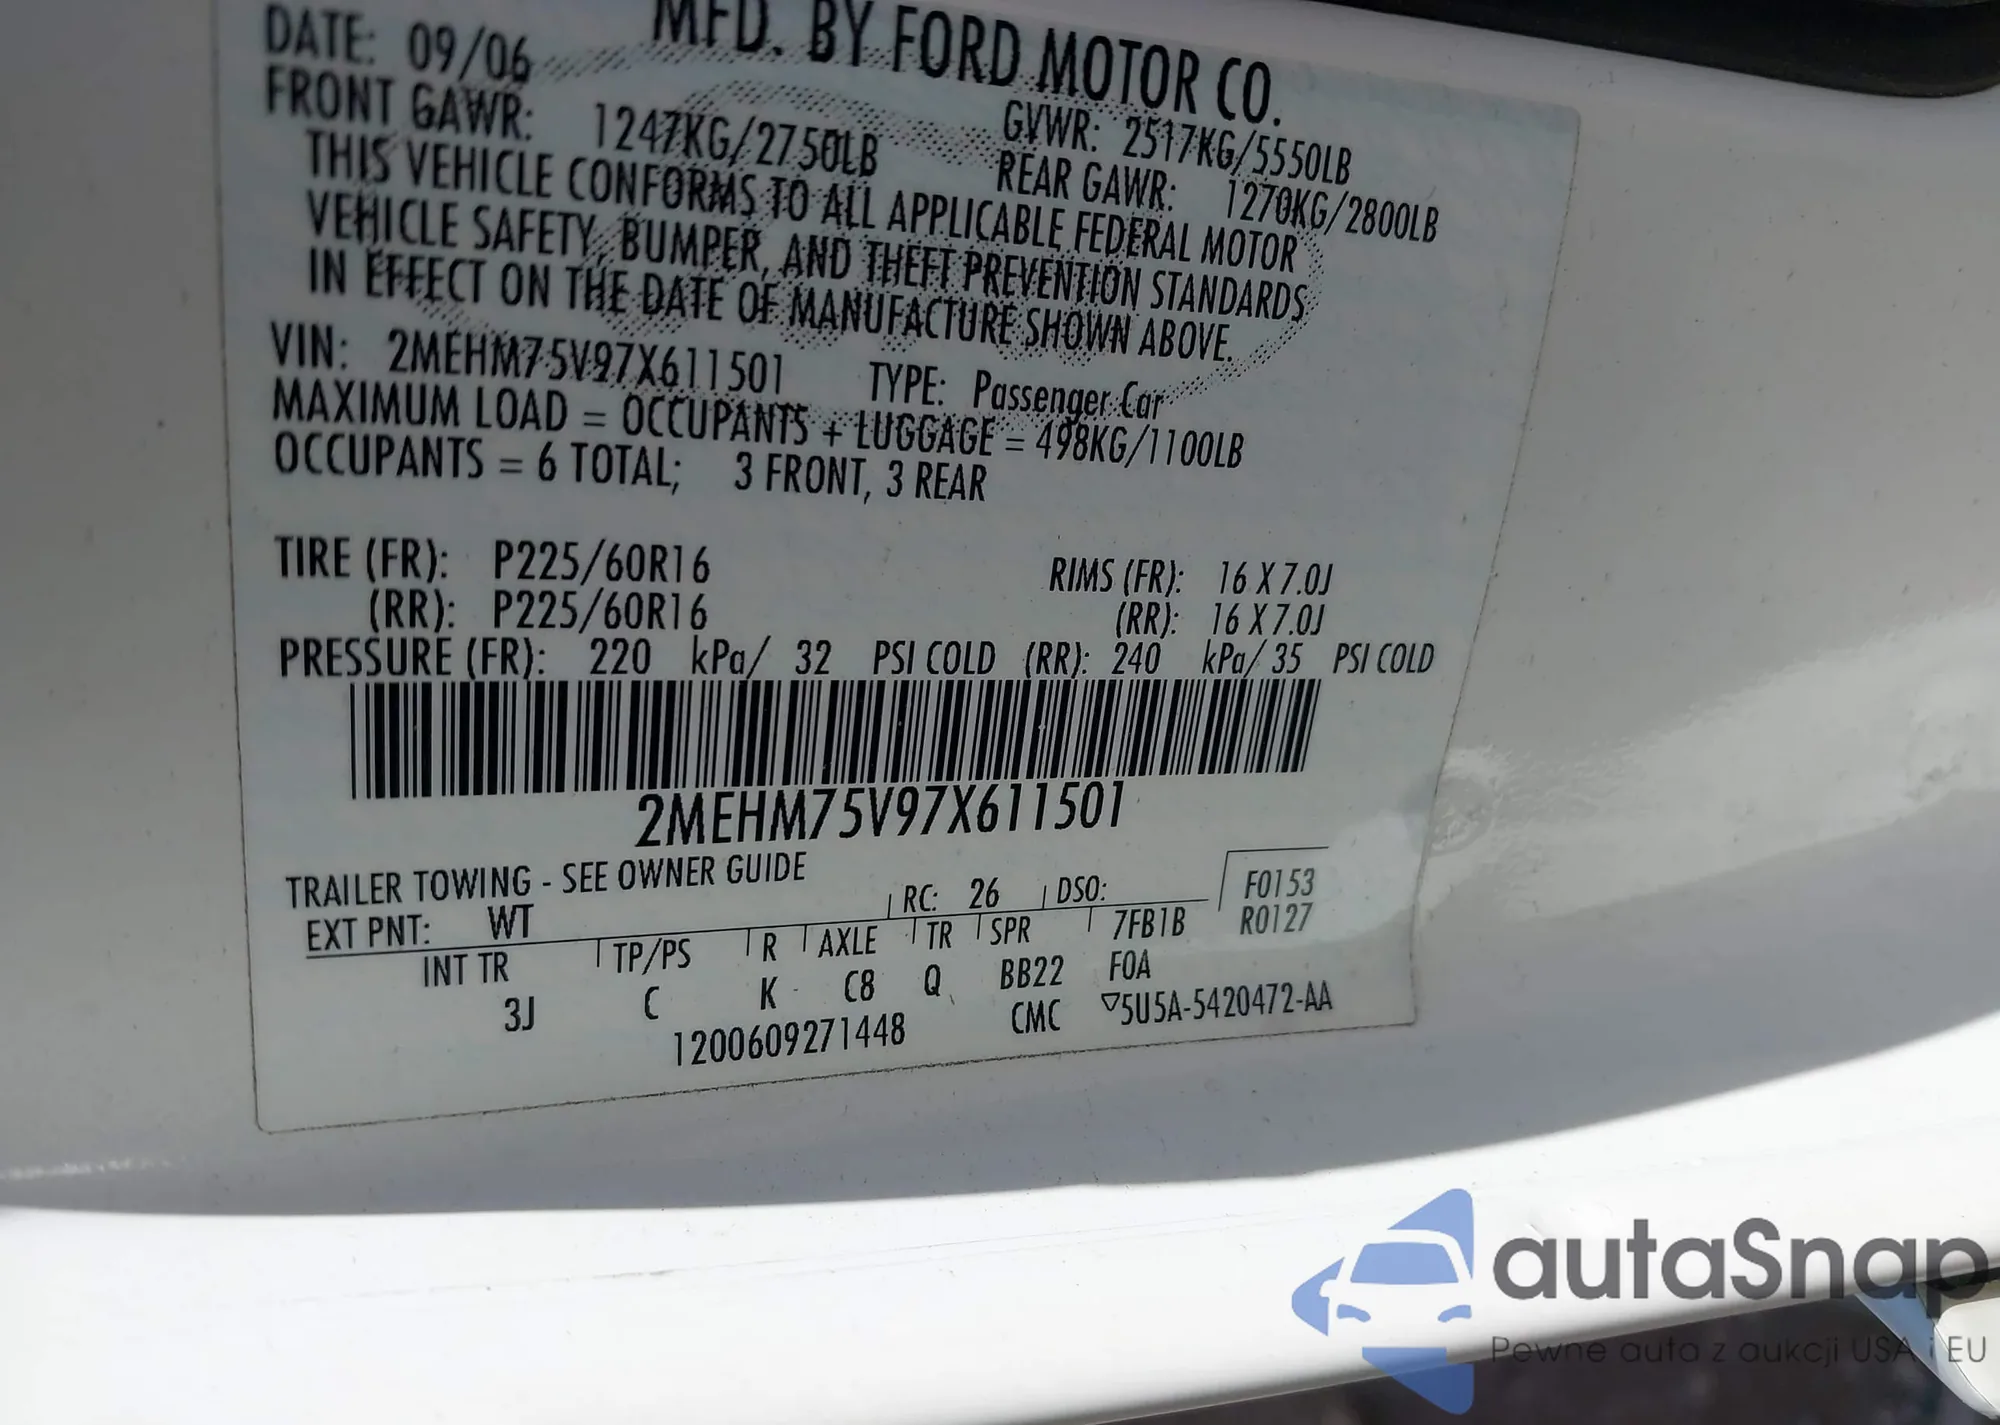 MFD. BY FORD MOTOR CO.
DATE: 09/06 GVWR: 2517KG/5550LB
FRONT GAWR: 1247KG/2750LB REAR GAWR: 1270KG/2800LB
THIS VEHICLE CONFORMS TO ALL APPLICABLE FEDERAL MOTOR
VEHICLE SAFETY, BUMPER, AND THEFT PREVENTION STANDARDS
IN EFFECT ON THE DATE OF MANUFACTURE SHOWN ABOVE.
VIN: 2MEHM75V97X611501 TYPE: Passenger Car
MAXIMUM LOAD = OCCUPANTS + LUGGAGE = 498KG/1100LB
OCCUPANTS = 6 TOTAL; 3 FRONT, 3 REAR
TIRE (FR): P225/60R16 RIMS (FR): 16 X 7.0J
(RR): P225/60R16 (RR): 16 X 7.0J
PRESSURE (FR): 220 kPa/ 32 PSI COLD (RR): 240 kPa/ 35 PSI COLD
2MEHM75V97X611501
TRAILER TOWING - SEE OWNER GUIDE
EXT PNT: WT RC: 26 DSO: F0153
INT TR TP/PS R AXLE TR SPR 7FB1B R0127
3J C K C8 Q BB22 F0A
1200609271448 CMC ▽5U5A-5420472-AA
autaSnap
Pewne auta z aukcji USA i EU